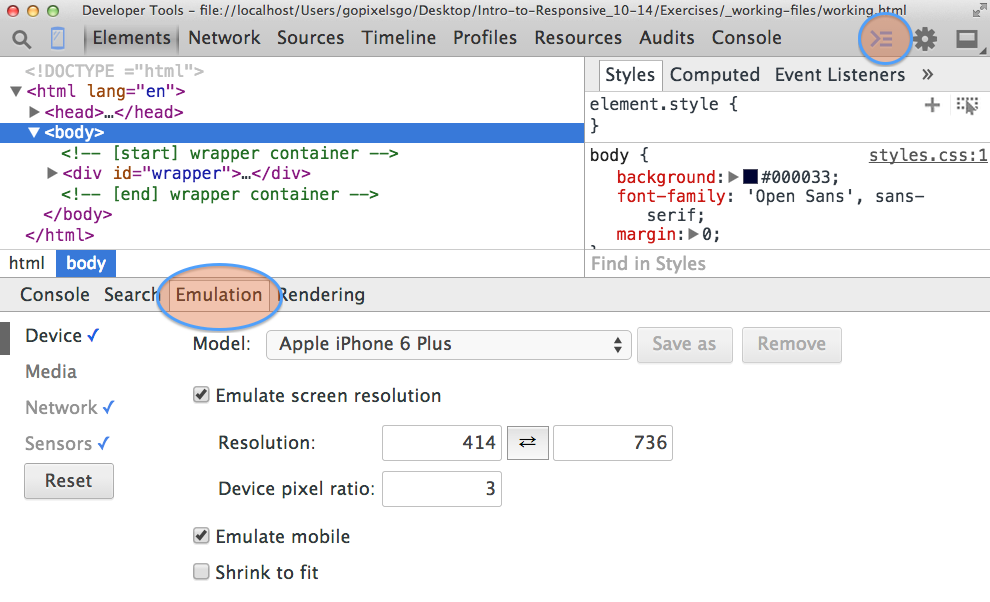 Developer Tools - file://localhost/Users/gopixelsgo/Desktop/Intro-to-Responsive_10-14/Exercises/_working-files/working.html
Elements Network Sources Timeline Profiles Resources Audits Console
<!DOCTYPE ="html">
▼<html lang="en">
▶<head>…</head>
▼<body>
<!-- [start] wrapper container -->
▶<div id="wrapper">…</div>
<!-- [end] wrapper container -->
</body>
</html>
html body
Styles Computed Event Listeners »
element.style {
}
body { styles.css:1
background:▶#000033;
font-family: 'Open Sans', sans-
serif;
margin:▶0;
Find in Styles
Console Search Emulation Rendering
Device ✓
Media
Network ✓
Sensors ✓
Reset
Model: Apple iPhone 6 Plus Save as Remove
Emulate screen resolution
Resolution: 414 ⇄ 736
Device pixel ratio: 3
Emulate mobile
Shrink to fit